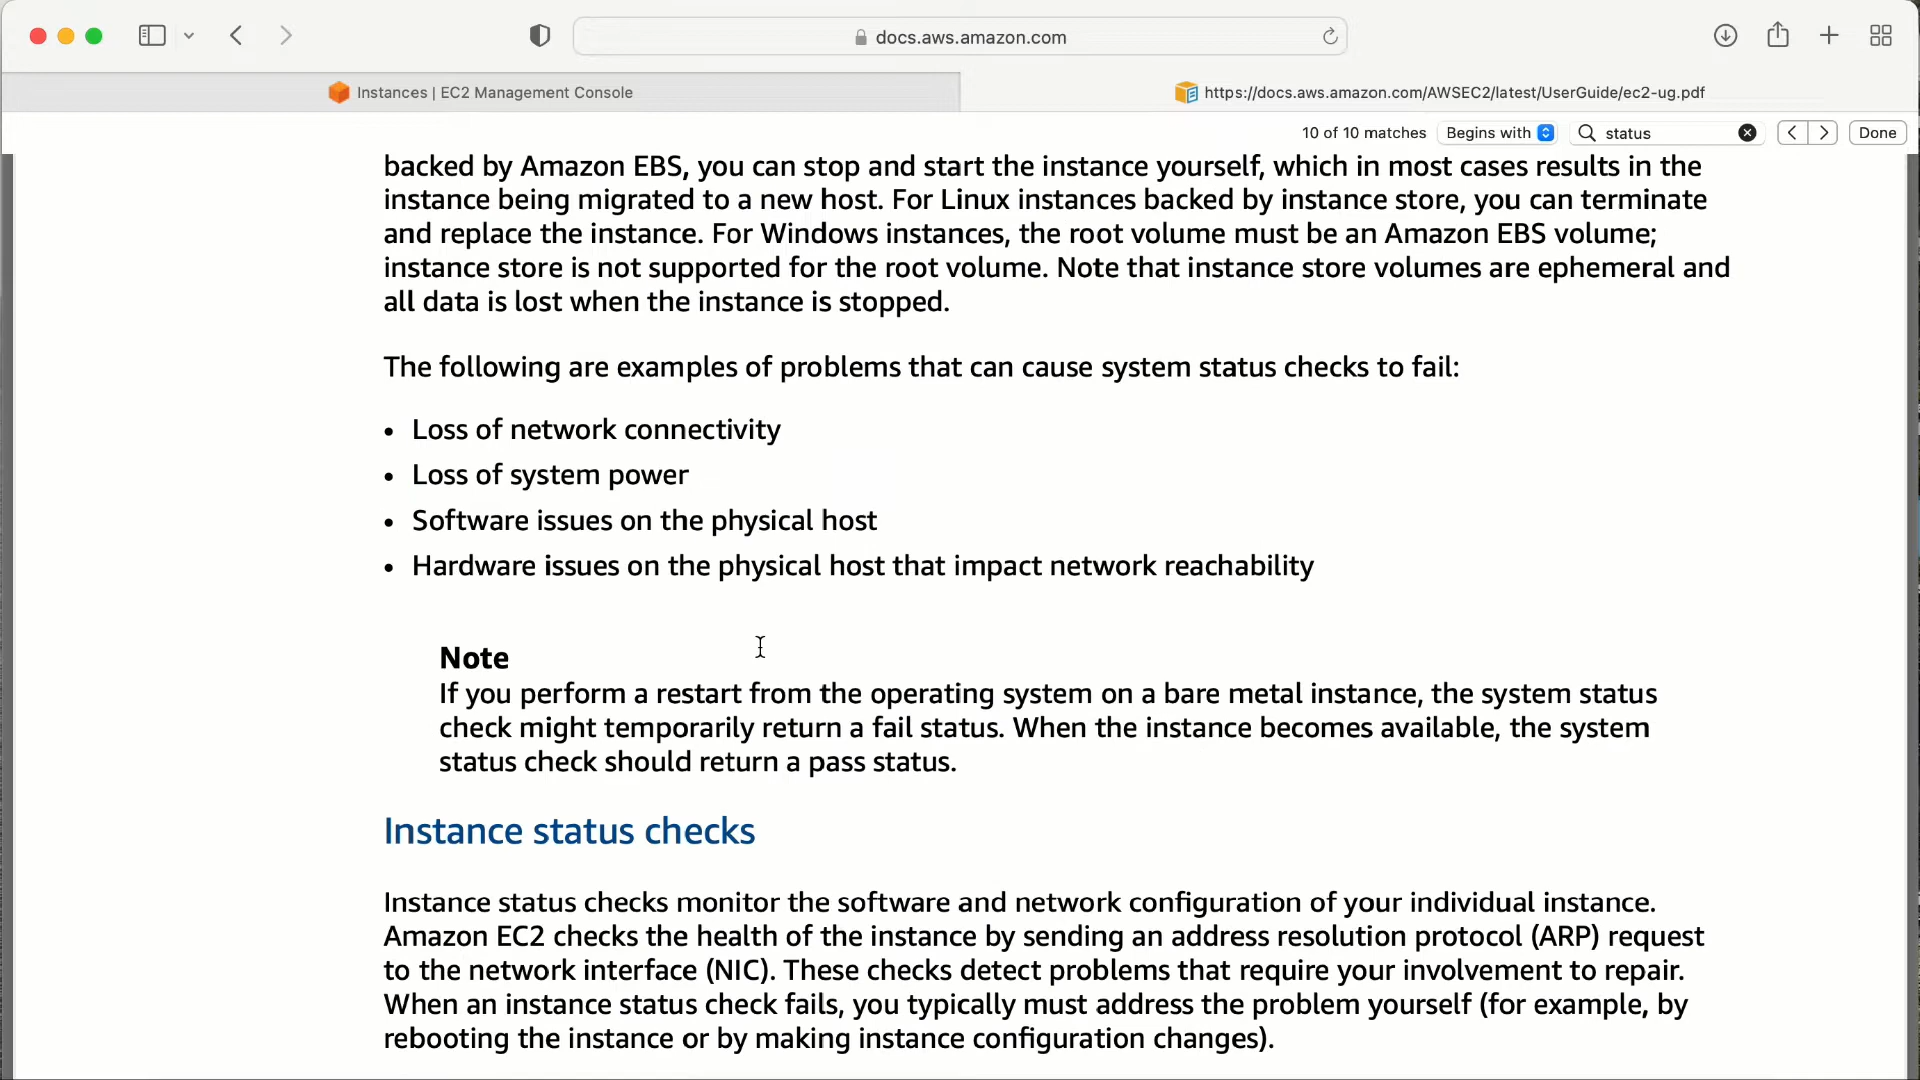 docs.aws.amazon.com
Instances | EC2 Management Console
https://docs.aws.amazon.com/AWSEC2/latest/UserGuide/ec2-ug.pdf
10 of 10 matches Begins with status Done
backed by Amazon EBS, you can stop and start the instance yourself, which in most cases results in the
instance being migrated to a new host. For Linux instances backed by instance store, you can terminate
and replace the instance. For Windows instances, the root volume must be an Amazon EBS volume;
instance store is not supported for the root volume. Note that instance store volumes are ephemeral and
all data is lost when the instance is stopped.
The following are examples of problems that can cause system status checks to fail:
• Loss of network connectivity
• Loss of system power
• Software issues on the physical host
• Hardware issues on the physical host that impact network reachability
Note
If you perform a restart from the operating system on a bare metal instance, the system status
check might temporarily return a fail status. When the instance becomes available, the system
status check should return a pass status.
Instance status checks
Instance status checks monitor the software and network configuration of your individual instance.
Amazon EC2 checks the health of the instance by sending an address resolution protocol (ARP) request
to the network interface (NIC). These checks detect problems that require your involvement to repair.
When an instance status check fails, you typically must address the problem yourself (for example, by
rebooting the instance or by making instance configuration changes).